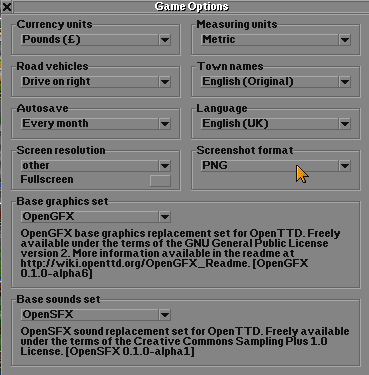 Game Options
Currency units
Pounds (£)
Measuring units
Metric
Road vehicles
Drive on right
Town names
English (Original)
Autosave
Every month
Language
English (UK)
Screen resolution
other
Fullscreen
Screenshot format
PNG
Base graphics set
OpenGFX
OpenGFX base graphics replacement set for OpenTTD. Freely
available under the terms of the GNU General Public License
version 2. More information available in the readme at
http://wiki.openttd.org/OpenGFX_Readme. [OpenGFX
0.1.0-alpha6]
Base sounds set
OpenSFX
OpenSFX sound replacement set for OpenTTD. Freely available
under the terms of the Creative Commons Sampling Plus 1.0
License. [OpenSFX 0.1.0-alpha1]